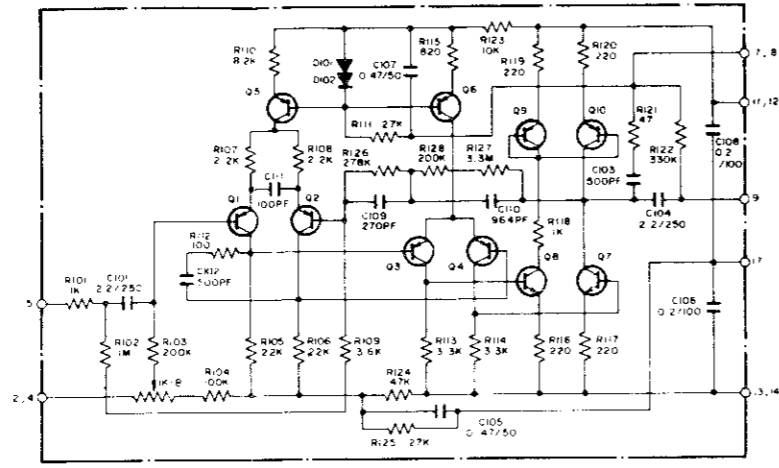 R110
8.2K
D101
D102
C107
0.47/50
R115
820
R123
10K
R119
220
R120
220
7,8
11,12
Q5
Q6
Q9
Q10
R121
47
R111 27K
R107
2.2K
R108
2.2K
R126
278K
R128
200K
R127
3.3M
R122
330K
C108
0.2
/100
C103
500PF
100PF
Q1
Q2
C109
270PF
964PF
R118
1K
C104
2.2/250
9
R112
100
Q3
Q4
Q8
Q7
17
C112
500PF
5
R101
1K
C101
2.2/250
C106
0.2/100
R102
1M
R103
200K
R105
22K
R106
22K
R109
3.6K
R113
3.3K
R114
3.3K
R116
220
R117
220
2,4
1K-B
R104
R124
47K
13,14
C105
0.47/50
R125 27K